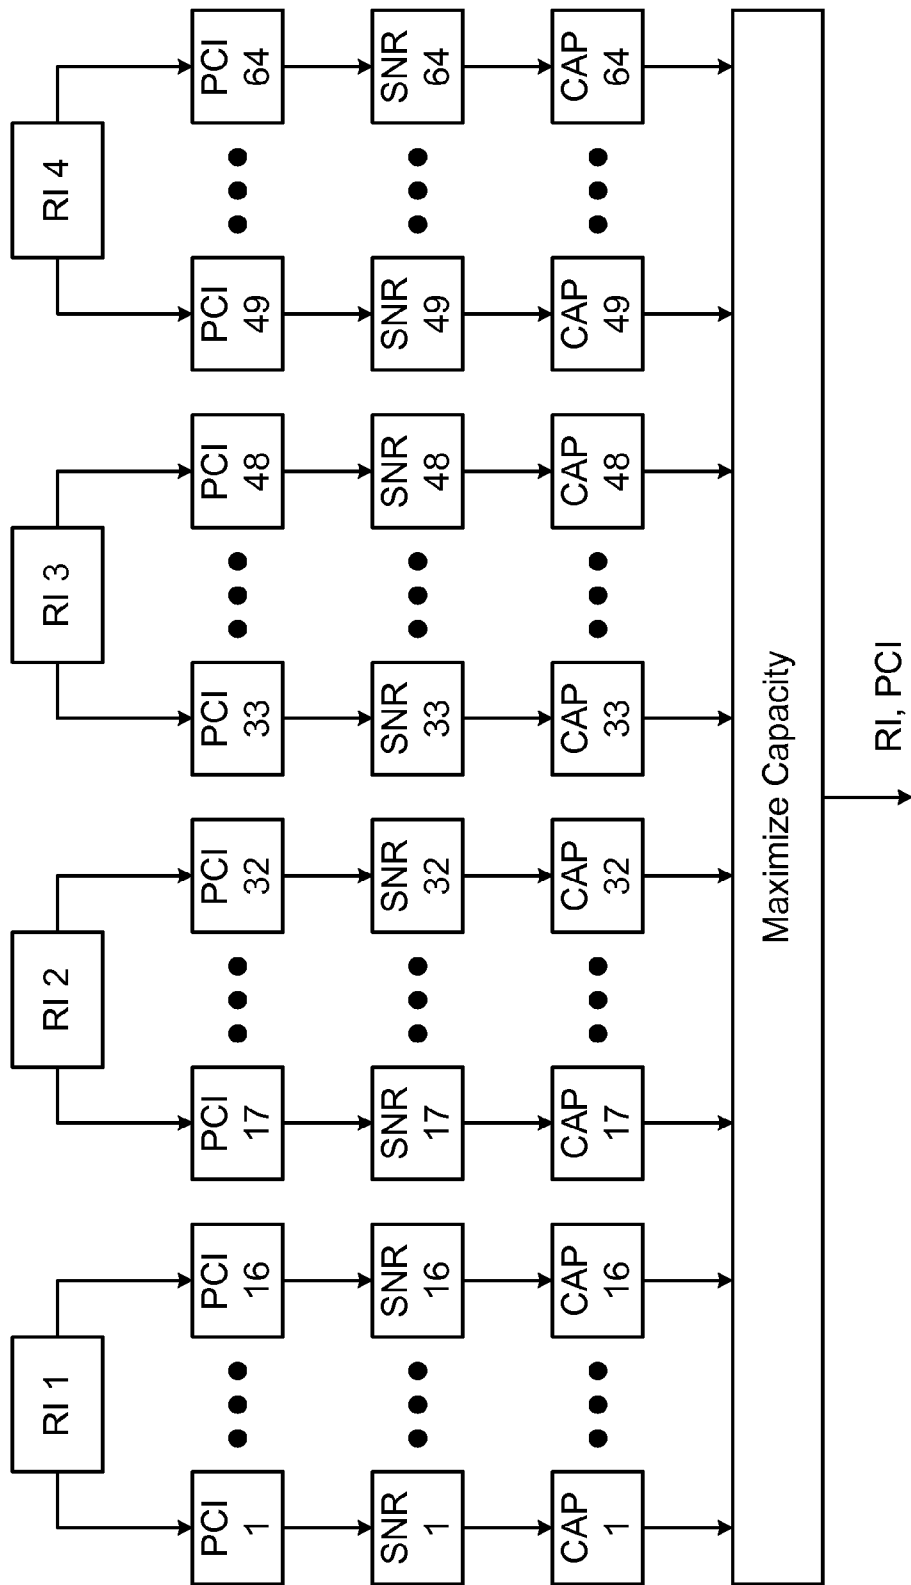 RI 1
RI 2
RI 3
RI 4
PCI
1
PCI
16
PCI
17
PCI
32
PCI
33
PCI
48
PCI
49
PCI
64
SNR
1
SNR
16
SNR
17
SNR
32
SNR
33
SNR
48
SNR
49
SNR
64
CAP
1
CAP
16
CAP
17
CAP
32
CAP
33
CAP
48
CAP
49
CAP
64
Maximize Capacity
RI, PCI